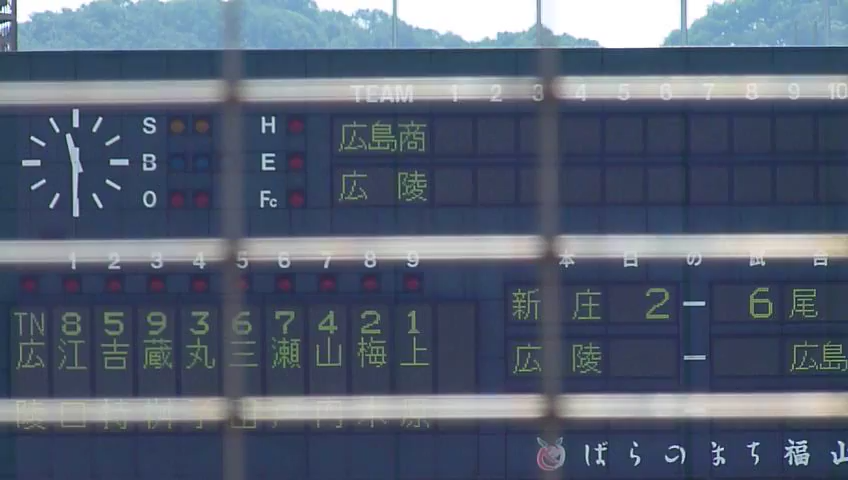 TEAM 1 2 3 4 5 6 7 8 9 10
S H 広島商
B E 広 陵
O Fc
1 2 3 4 5 6 7 8 9 本 日 の 試 合
TN 8 5 9 3 6 7 4 2 1 新 庄 2 - 6 尾
広 江 吉 蔵 丸 三 瀬 山 梅 上 広 陵 - 広島
陵 口
ばらのまち福山